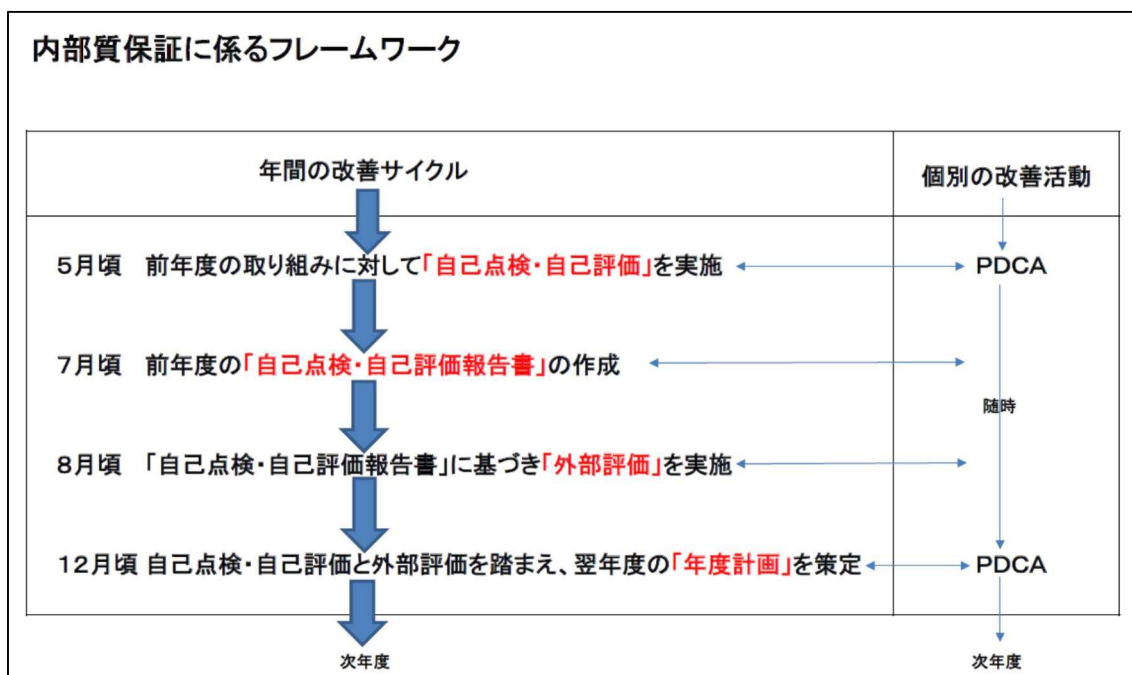 内部質保証に係るフレームワーク
年間の改善サイクル
個別の改善活動
5月頃 前年度の取り組みに対して「自己点検・自己評価」を実施
PDCA
7月頃 前年度の「自己点検・自己評価報告書」の作成
随時
8月頃 「自己点検・自己評価報告書」に基づき「外部評価」を実施
12月頃 自己点検・自己評価と外部評価を踏まえ、翌年度の「年度計画」を策定
PDCA
次年度
次年度